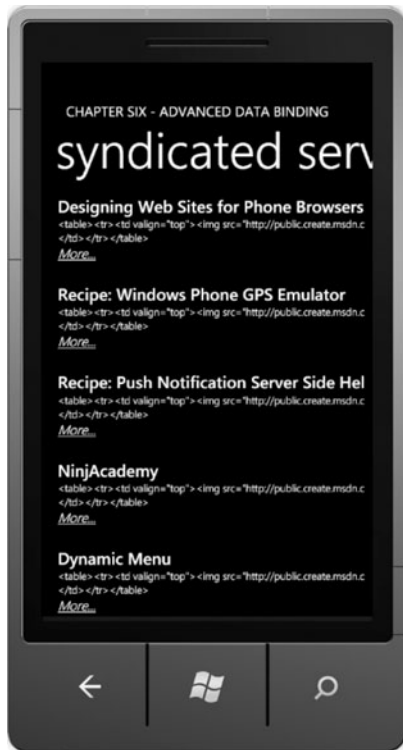 CHAPTER SIX - ADVANCED DATA BINDING
syndicated serv
Designing Web Sites for Phone Browsers
<table><tr><td valign="top"><img src="http://public.create.msdn.c
</td></tr></table>
More...
Recipe: Windows Phone GPS Emulator
<table><tr><td valign="top"><img src="http://public.create.msdn.c
</td></tr></table>
More...
Recipe: Push Notification Server Side Hel
<table><tr><td valign="top"><img src="http://public.create.msdn.c
</td></tr></table>
More...
NinjAcademy
<table><tr><td valign="top"><img src="http://public.create.msdn.c
</td></tr></table>
More...
Dynamic Menu
<table><tr><td valign="top"><img src="http://public.create.msdn.c
</td></tr></table>
More...